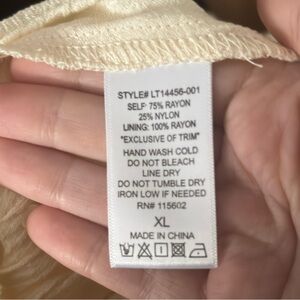 STYLE# LT14456-001
SELF: 75% RAYON
25% NYLON
LINING: 100% RAYON
"EXCLUSIVE OF TRIM"
HAND WASH COLD
DO NOT BLEACH
LINE DRY
DO NOT TUMBLE DRY
IRON LOW IF NEEDED
RN# 115602
XL
MADE IN CHINA